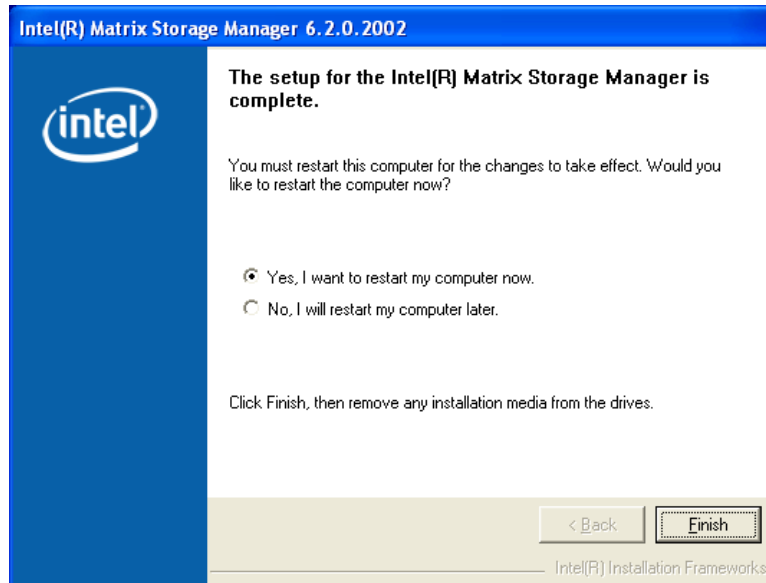 Intel(R) Matrix Storage Manager 6.2.0.2002
intel
The setup for the Intel(R) Matrix Storage Manager is
complete.
You must restart this computer for the changes to take effect. Would you
like to restart the computer now?
Yes, I want to restart my computer now.
No, I will restart my computer later.
Click Finish, then remove any installation media from the drives.
< Back
Finish
Intel(R) Installation Frameworks